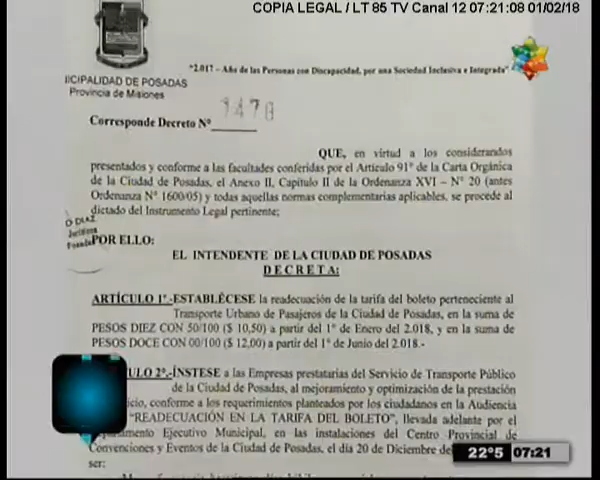 COPIA LEGAL / LT 85 TV Canal 12 07:21:08 01/02/18
"2.017 - Año de las Personas con Discapacidad, por una Sociedad Inclusiva e Integrada"
ICIPALIDAD DE POSADAS
Provincia de Misiones
Corresponde Decreto Nº 1478
QUE, en virtud a los considerandos
presentados y conforme a las facultades conferidas por el Artículo 91° de la Carta Orgánica
de la Ciudad de Posadas, el Anexo II, Capítulo II de la Ordenanza XVI – Nº 20 (antes
Ordenanza Nº 1600/05) y todas aquellas normas complementarias aplicables, se procede al
dictado del Instrumento Legal pertinente;
O DIAZ
Jurídica
Posadas
POR ELLO:
EL INTENDENTE DE LA CIUDAD DE POSADAS
DECRETA:
ARTÍCULO 1º.-ESTABLÉCESE la readecuación de la tarifa del boleto perteneciente al
Transporte Urbano de Pasajeros de la Ciudad de Posadas, en la suma de
PESOS DIEZ CON 50/100 ($ 10,50) a partir del 1º de Enero del 2.018, y en la suma de
PESOS DOCE CON 00/100 ($ 12,00) a partir del 1º de Junio del 2.018.-
ULO 2º.-ÍNSTESE a las Empresas prestatarias del Servicio de Transporte Público
de la Ciudad de Posadas, al mejoramiento y optimización de la prestación
icio, conforme a los requerimientos planteados por los ciudadanos en la Audiencia
"READECUACIÓN EN LA TARIFA DEL BOLETO", llevada adelante por el
Departamento Ejecutivo Municipal, en las instalaciones del Centro Provincial de
Convenciones y Eventos de la Ciudad de Posadas, el día 20 de Diciembre de
ser:
22º5 07:21